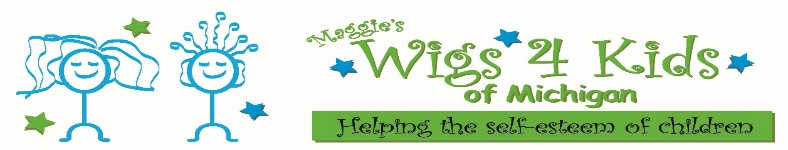 Maggie's
Wigs 4 Kids
of Michigan
Helping the self-esteem of children